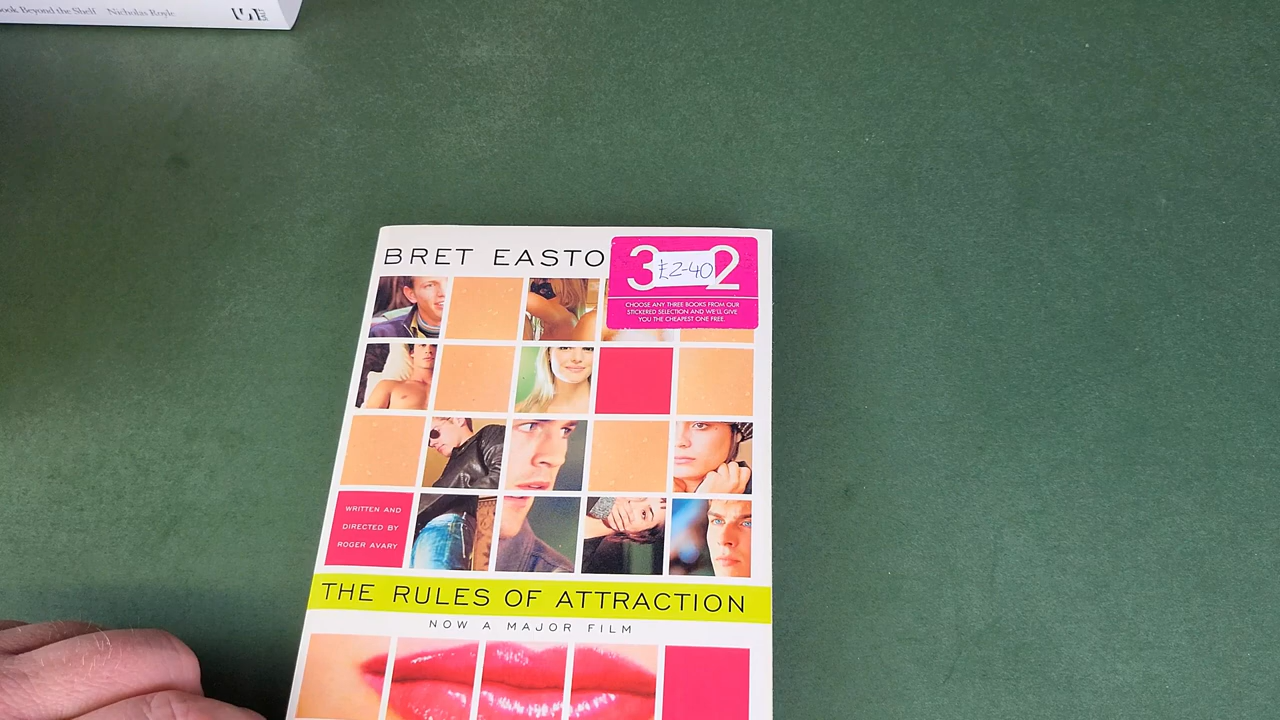 ook Beyond the Shelf Nicholas Royle
BRET EASTO
3 2
£2-40
CHOOSE ANY THREE BOOKS FROM OUR
STICKERED SELECTION AND WE'LL GIVE
YOU THE CHEAPEST ONE FREE.
WRITTEN AND
DIRECTED BY
ROGER AVARY
THE RULES OF ATTRACTION
NOW A MAJOR FILM